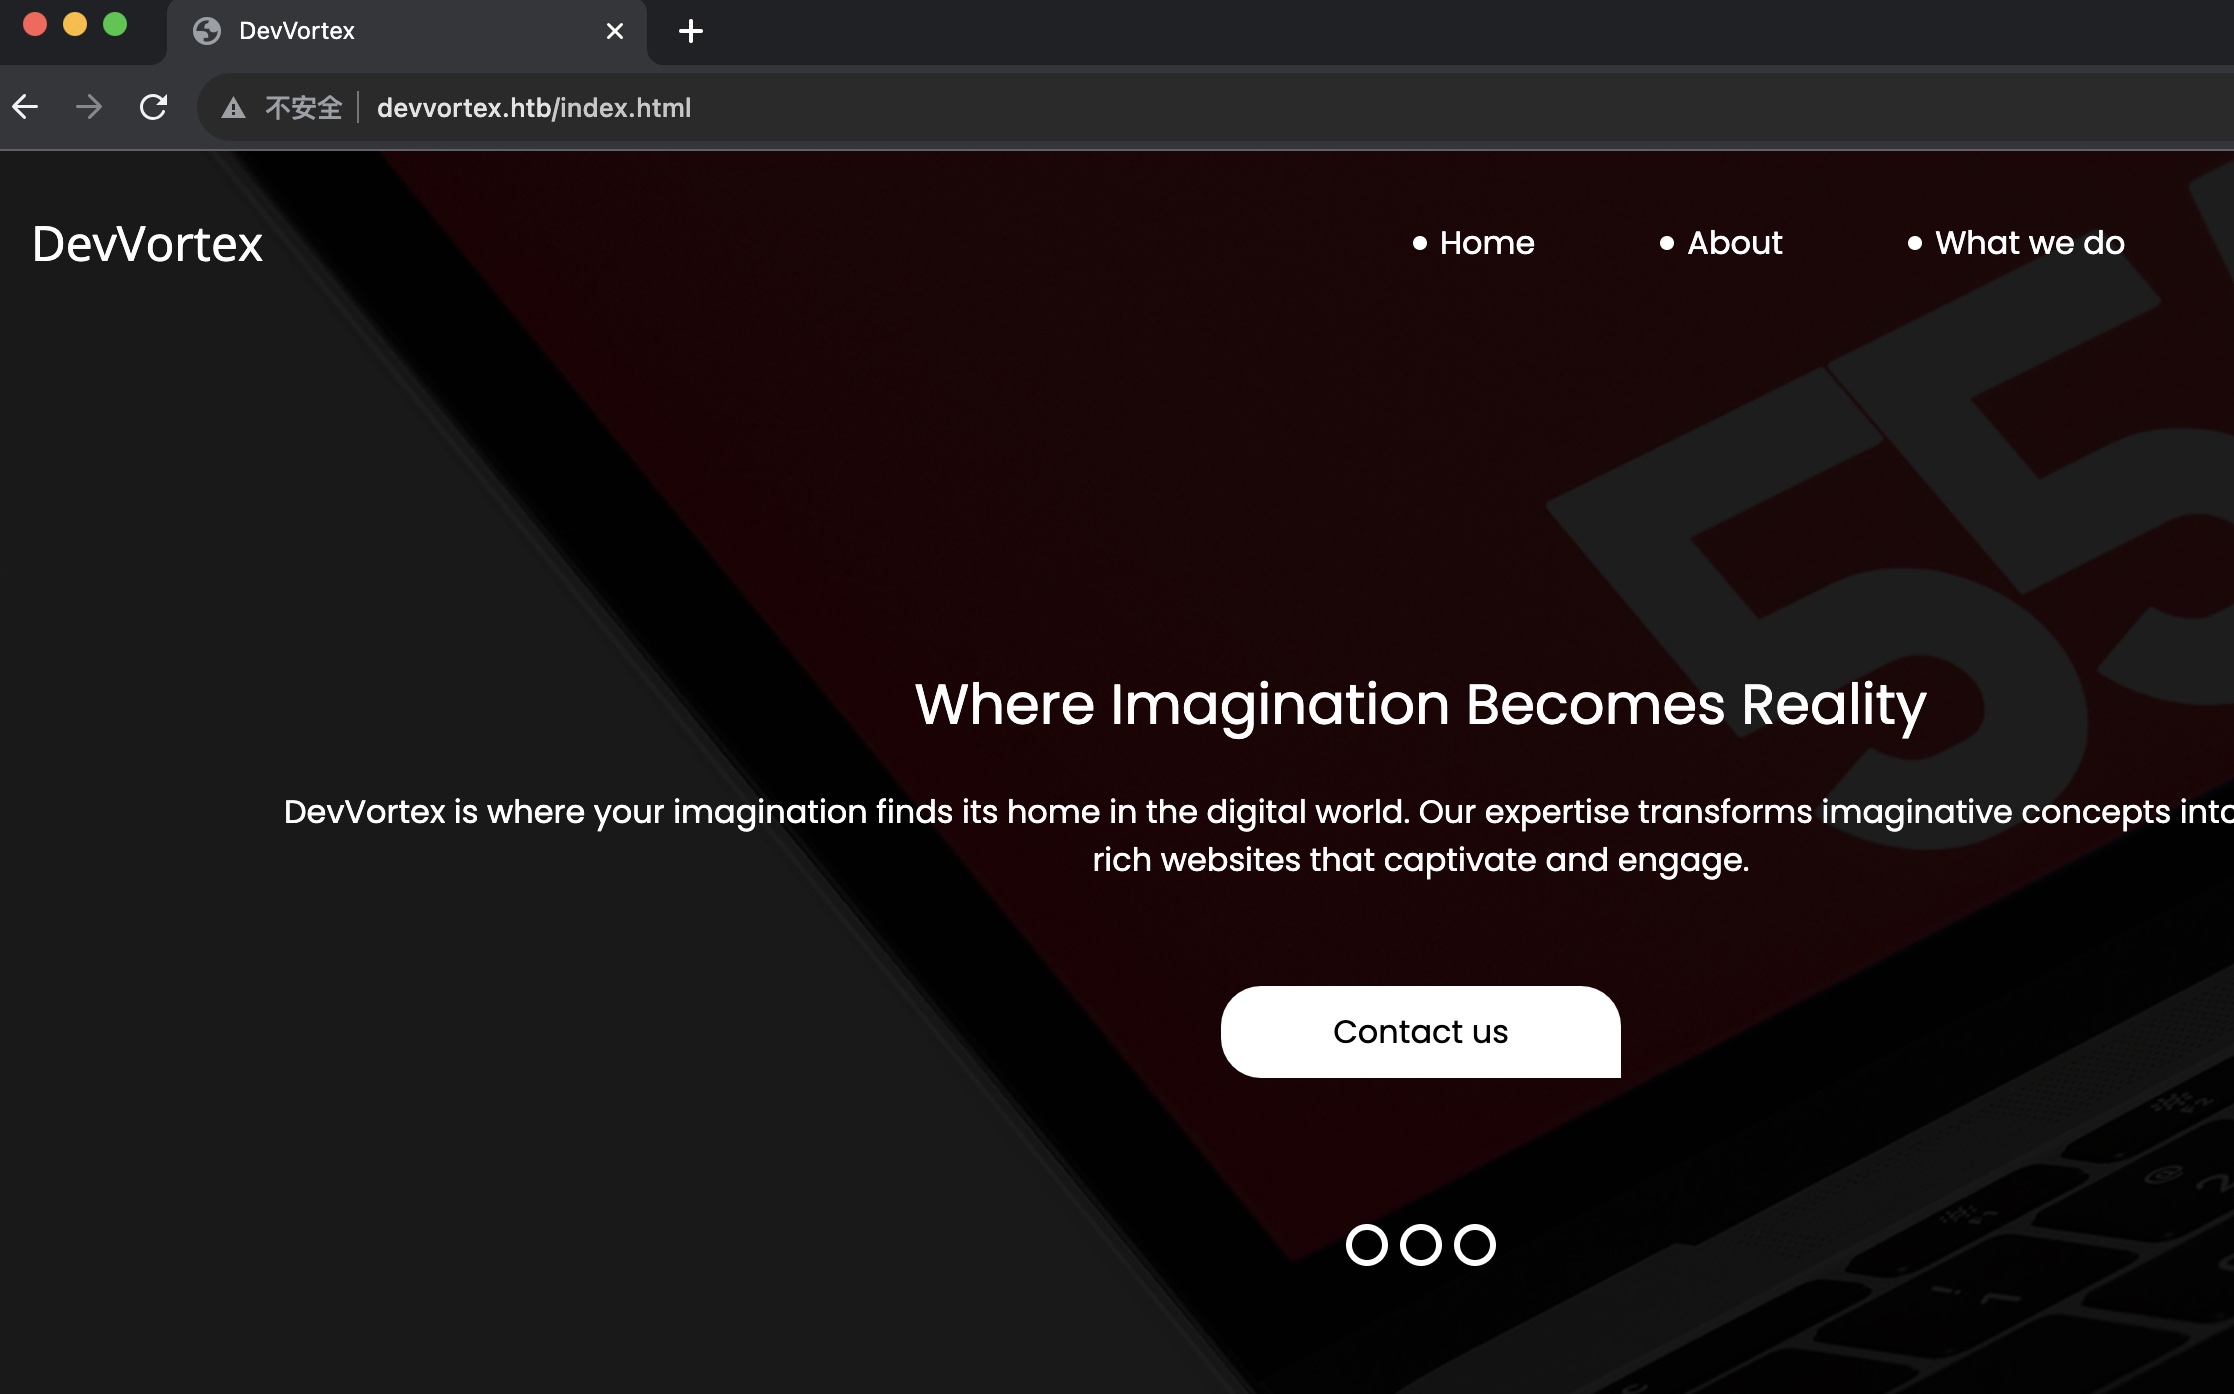 DevVortex
不安全 devvortex.htb/index.html
DevVortex
Home
About
What we do
55
Where Imagination Becomes Reality
DevVortex is where your imagination finds its home in the digital world. Our expertise transforms imaginative concepts into
rich websites that captivate and engage.
Contact us